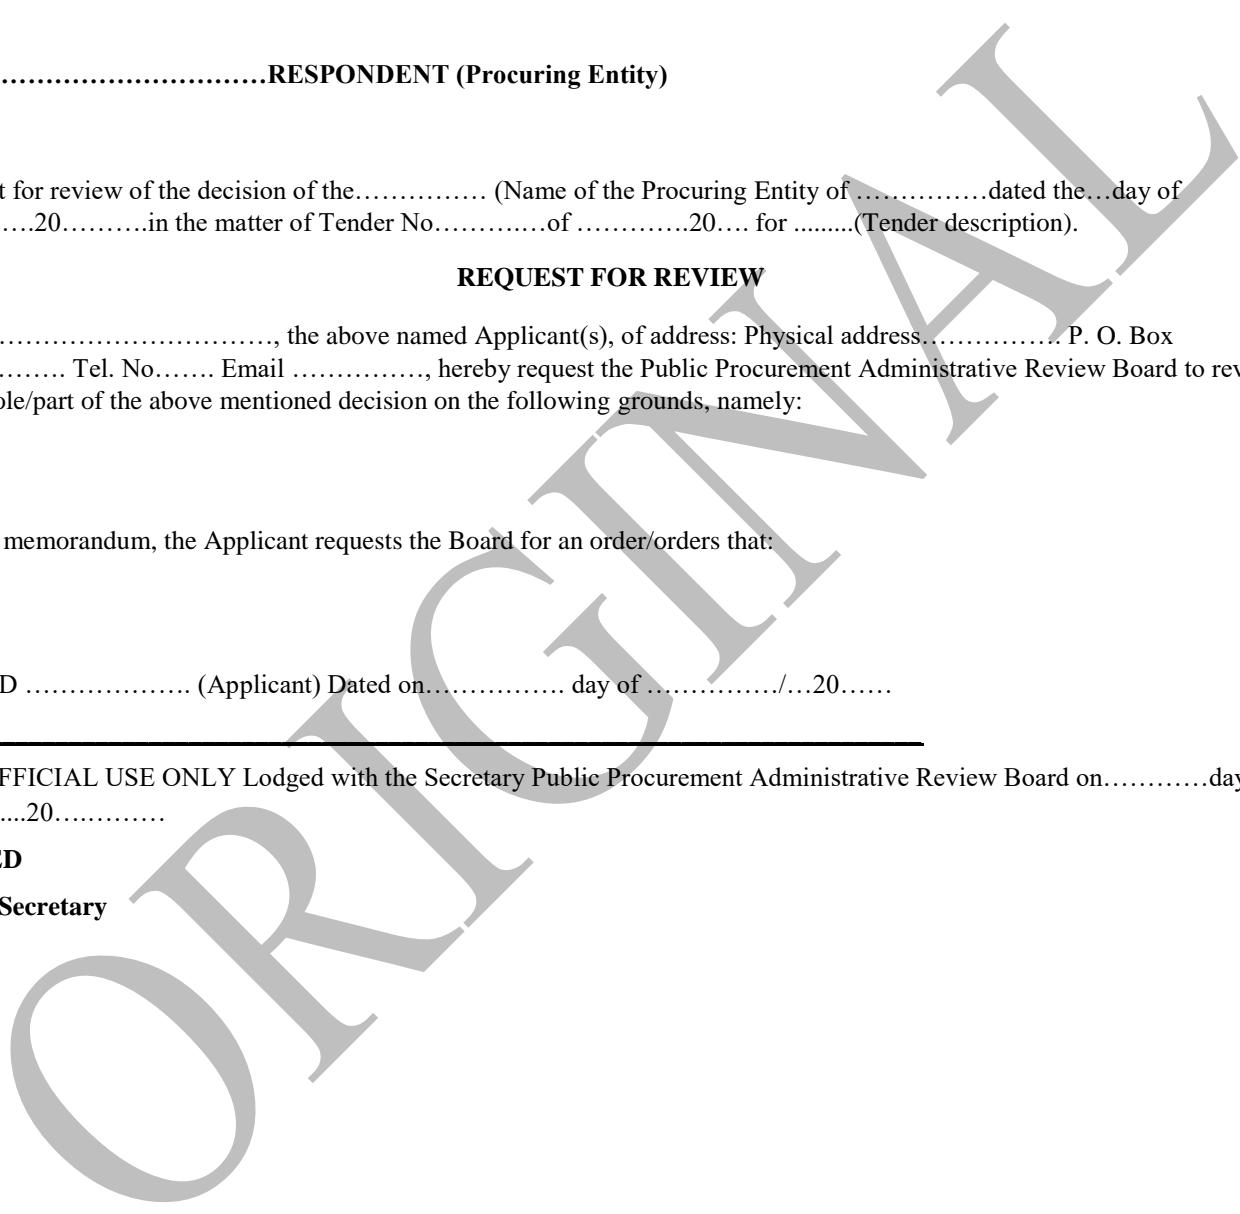 …………………………RESPONDENT (Procuring Entity)
t for review of the decision of the…………… (Name of the Procuring Entity of ……………dated the…day of
….20……….in the matter of Tender No………..…of ………….20…. for .........(Tender description).
REQUEST FOR REVIEW
…………………………, the above named Applicant(s), of address: Physical address……………. P. O. Box
……. Tel. No……. Email ……………, hereby request the Public Procurement Administrative Review Board to rev
ole/part of the above mentioned decision on the following grounds, namely:
memorandum, the Applicant requests the Board for an order/orders that:
D ………………. (Applicant) Dated on……………. day of ……………/…20……
FFICIAL USE ONLY Lodged with the Secretary Public Procurement Administrative Review Board on…………day
....20….………
ED
Secretary
ORIGINAL